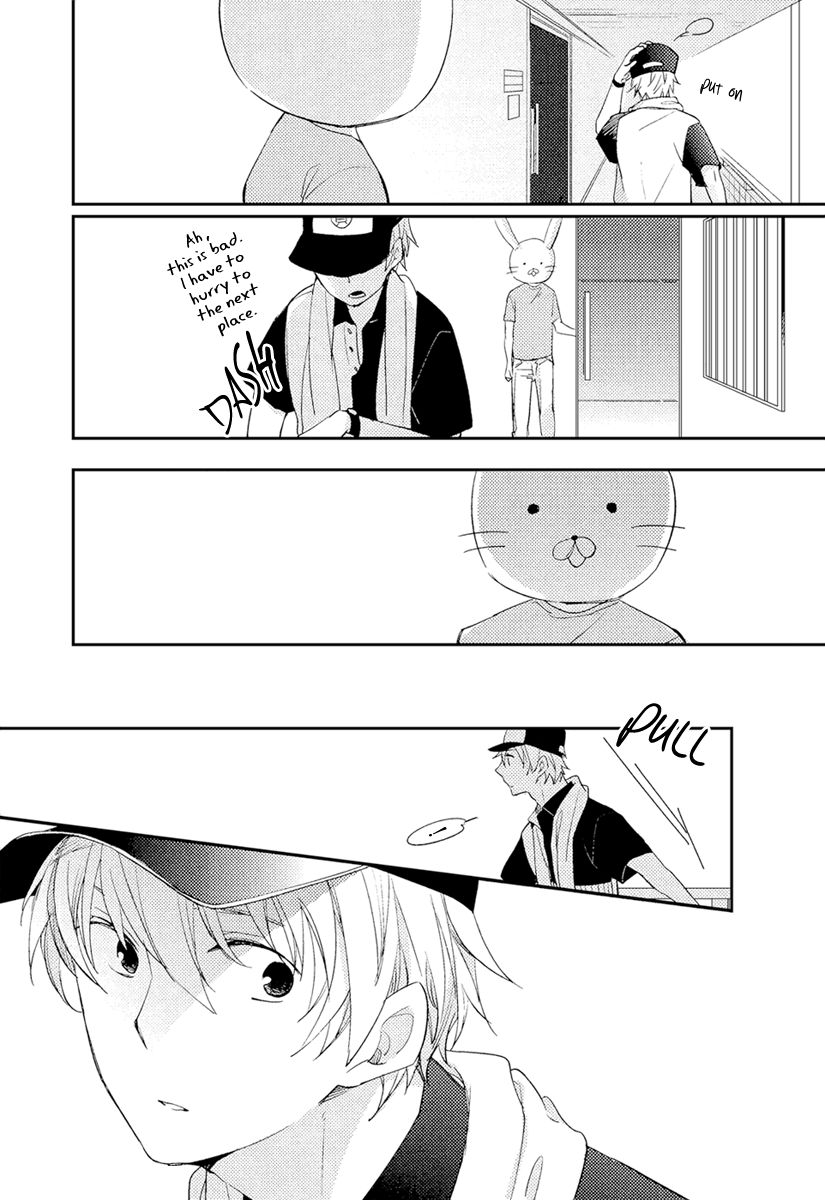 put on
Ah,
this is bad.
I have to
hurry to
the next
place.
DASH
PULL